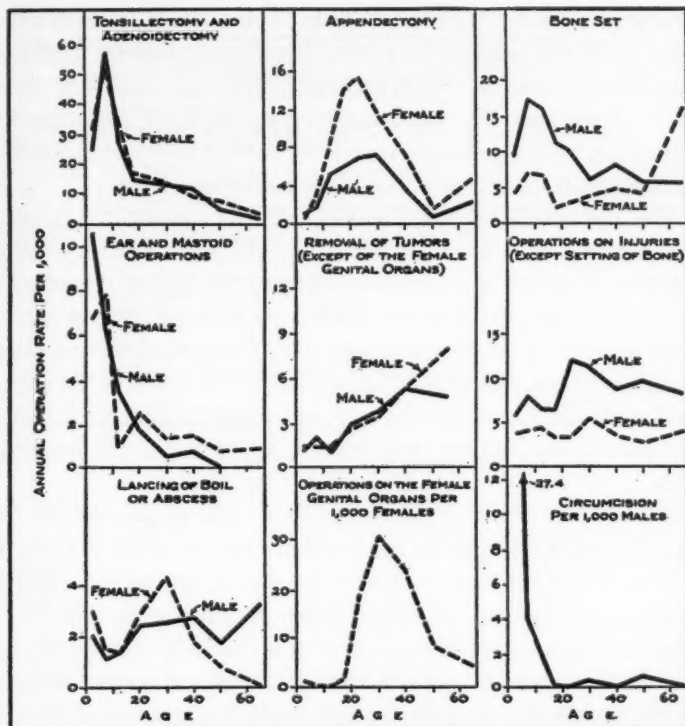 TONSILLECTOMY AND
ADENOIDECTOMY
60
50
40
30
20
10
0
FEMALE
MALE
APPENDECTOMY
16
12
8
4
0
FEMALE
MALE
BONE SET
20
15
10
5
0
MALE
FEMALE
ANNUAL OPERATION RATE PER 1,000
EAR AND MASTOID
OPERATIONS
10
8
6
4
2
0
FEMALE
MALE
REMOVAL OF TUMORS
(EXCEPT OF THE FEMALE
GENITAL ORGANS)
9
6
3
0
FEMALE
MALE
OPERATIONS ON INJURIES
(EXCEPT SETTING OF BONE)
15
10
5
0
MALE
FEMALE
LANCING OF BOIL
OR ABSCESS
4
2
0
FEMALE
MALE
0 20 40 60
AGE
OPERATIONS ON THE FEMALE
GENITAL ORGANS PER
1,000 FEMALES
30
20
10
0
0 20 40 60
AGE
27.4
CIRCUMCISION
PER 1,000 MALES
12
10
8
6
4
2
0
0 20 40 60
AGE